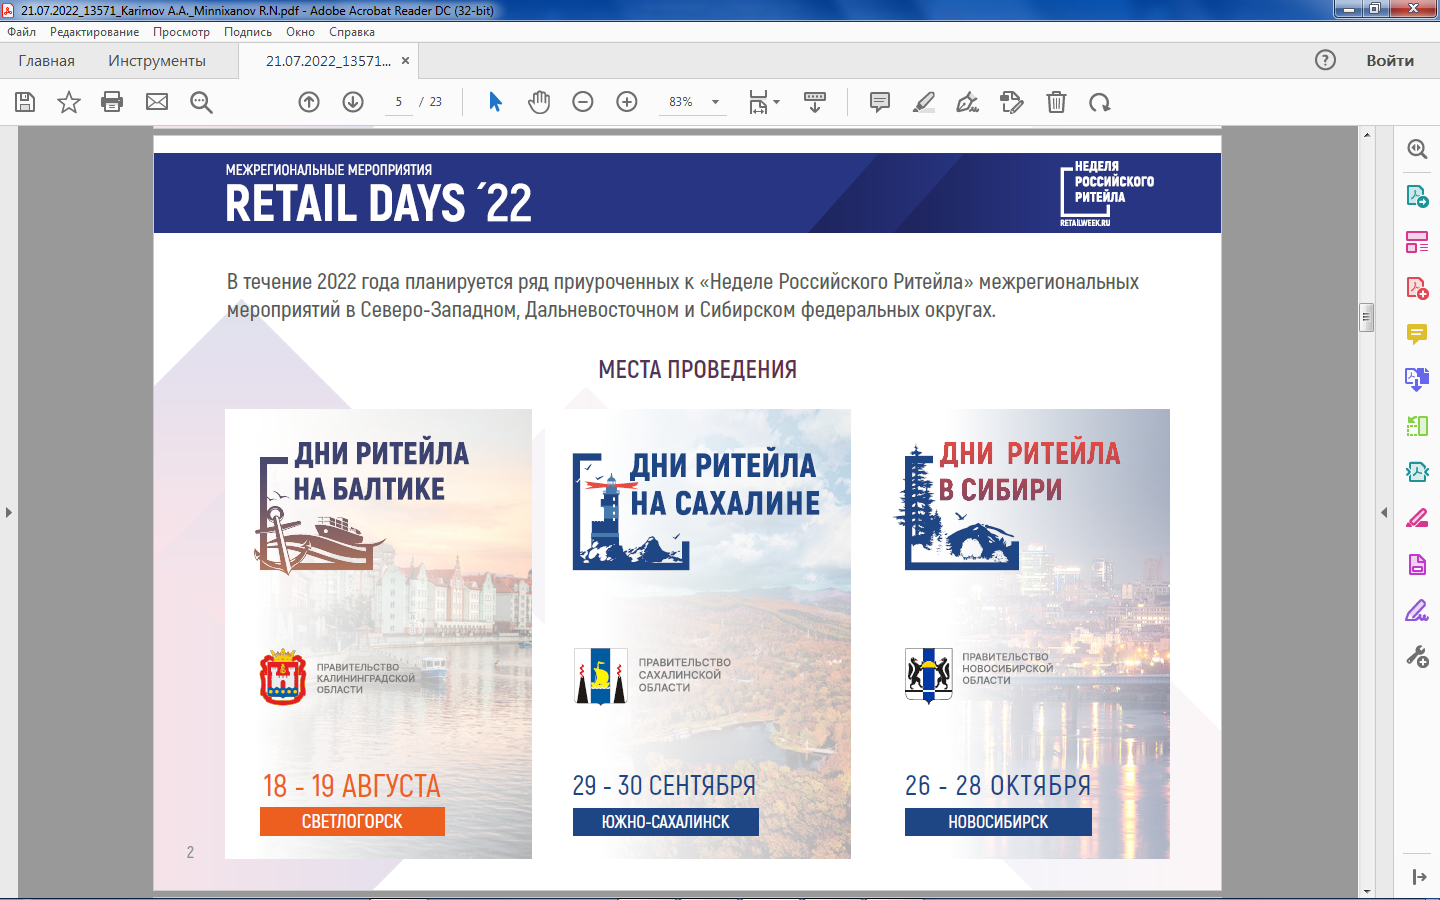 21.07.2022_13571_Karimov A.A._Minnixanov R.N.pdf - Adobe Acrobat Reader DC (32-bit)
Файл Редактирование Просмотр Подпись Окно Справка
Главная Инструменты 21.07.2022_13571... × Войти
5 / 23 83%
МЕЖРЕГИОНАЛЬНЫЕ МЕРОПРИЯТИЯ
RETAIL DAYS ´22
НЕДЕЛЯ
РОССИЙСКОГО
РИТЕЙЛА
RETAILWEEK.RU
В течение 2022 года планируется ряд приуроченных к «Неделе Российского Ритейла» межрегиональных
мероприятий в Северо-Западном, Дальневосточном и Сибирском федеральных округах.
МЕСТА ПРОВЕДЕНИЯ
ДНИ РИТЕЙЛА
НА БАЛТИКЕ
ПРАВИТЕЛЬСТВО
КАЛИНИНГРАДСКОЙ
ОБЛАСТИ
18 - 19 АВГУСТА
СВЕТЛОГОРСК
ДНИ РИТЕЙЛА
НА САХАЛИНЕ
ПРАВИТЕЛЬСТВО
САХАЛИНСКОЙ
ОБЛАСТИ
29 - 30 СЕНТЯБРЯ
ЮЖНО-САХАЛИНСК
ДНИ РИТЕЙЛА
В СИБИРИ
ПРАВИТЕЛЬСТВО
НОВОСИБИРСКОЙ
ОБЛАСТИ
26 - 28 ОКТЯБРЯ
НОВОСИБИРСК
2